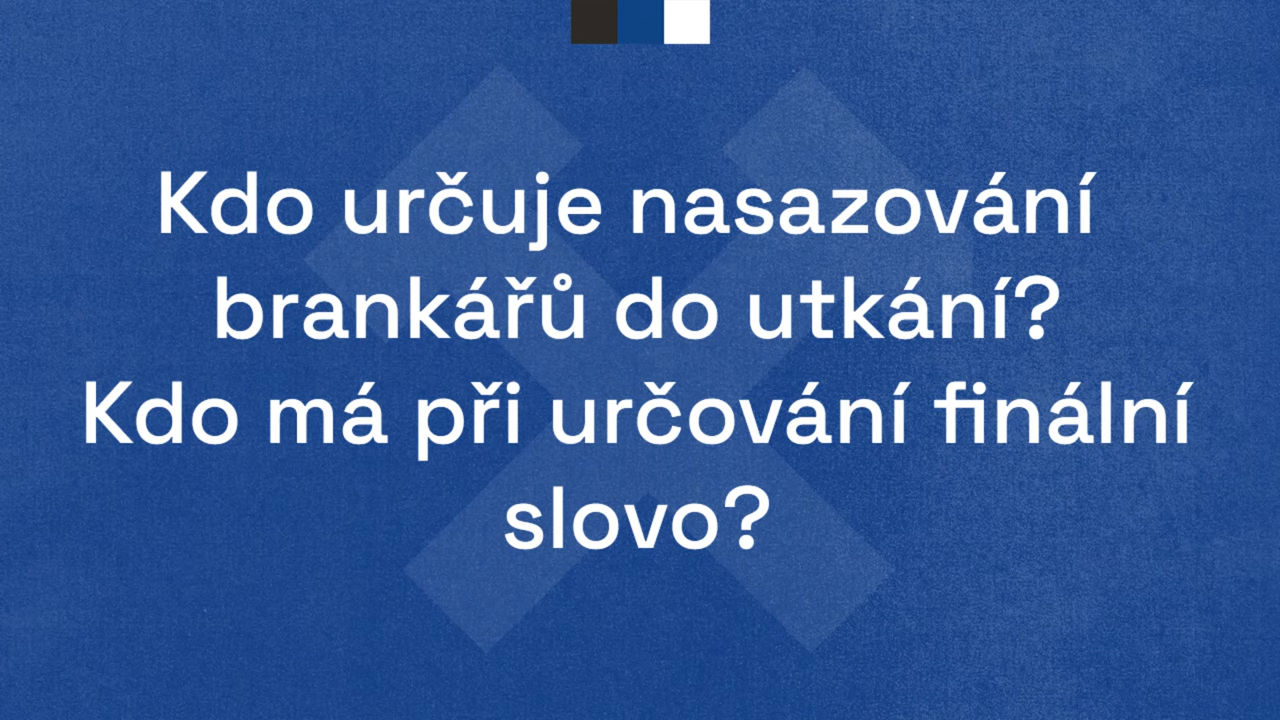 Kdo určuje nasazování
brankářů do utkání?
Kdo má při určování finální
slovo?